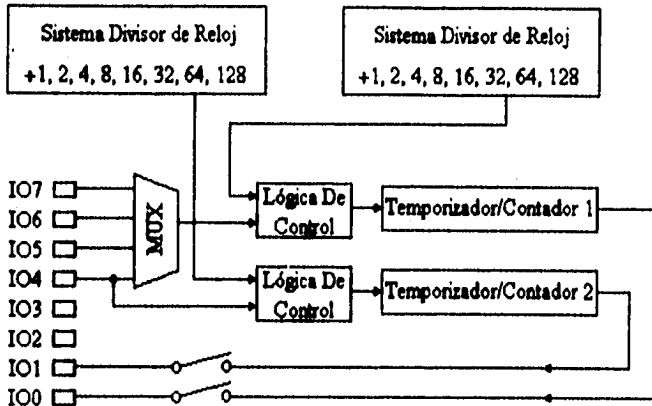 Sistema Divisor de Reloj
+1, 2, 4, 8, 16, 32, 64, 128
Sistema Divisor de Reloj
+1, 2, 4, 8, 16, 32, 64, 128
IO7
IO6
IO5
IO4
IO3
IO2
IO1
IO0
MUX
Lógica De
Control
Temporizador/Contador 1
Lógica De
Control
Temporizador/Contador 2